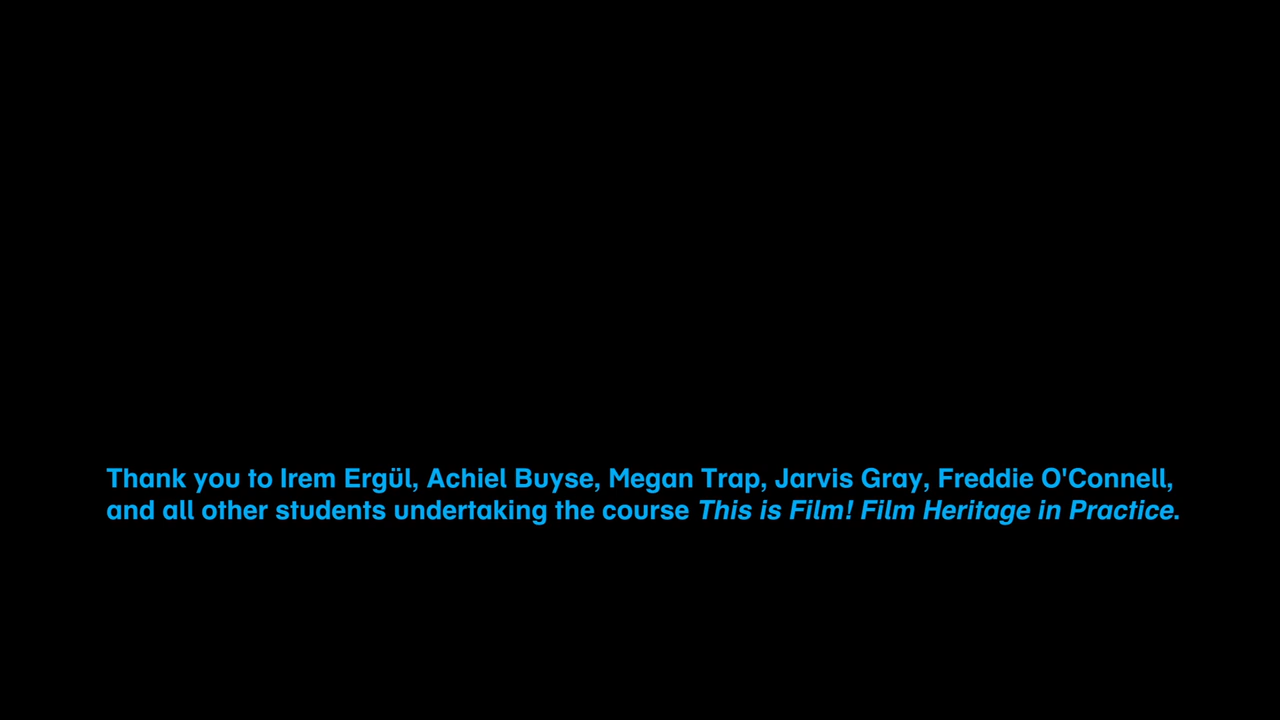 Thank you to Irem Ergül, Achiel Buyse, Megan Trap, Jarvis Gray, Freddie O'Connell,
and all other students undertaking the course This is Film! Film Heritage in Practice.